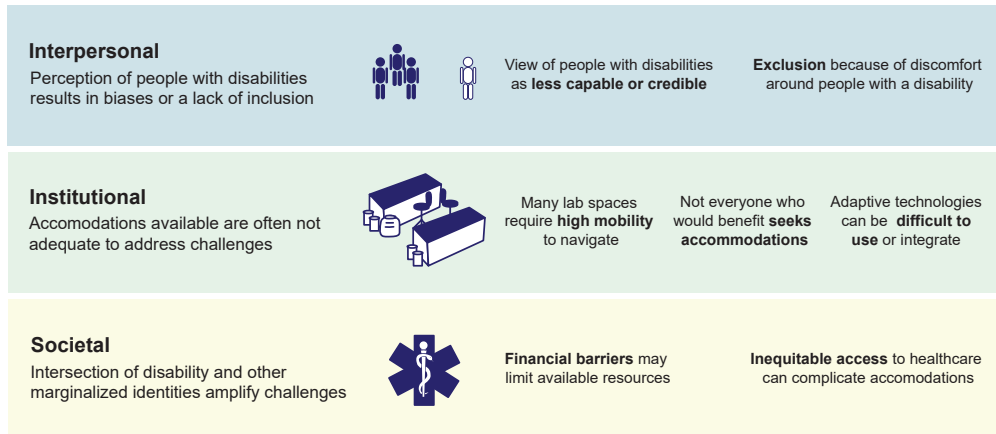 Interpersonal
Perception of people with disabilities
results in biases or a lack of inclusion
View of people with disabilities
as less capable or credible
Exclusion because of discomfort
around people with a disability
Institutional
Accomodations available are often not
adequate to address challenges
Many lab spaces
require high mobility
to navigate
Not everyone who
would benefit seeks
accommodations
Adaptive technologies
can be difficult to
use or integrate
Societal
Intersection of disability and other
marginalized identities amplify challenges
Financial barriers may
limit available resources
Inequitable access to healthcare
can complicate accomodations